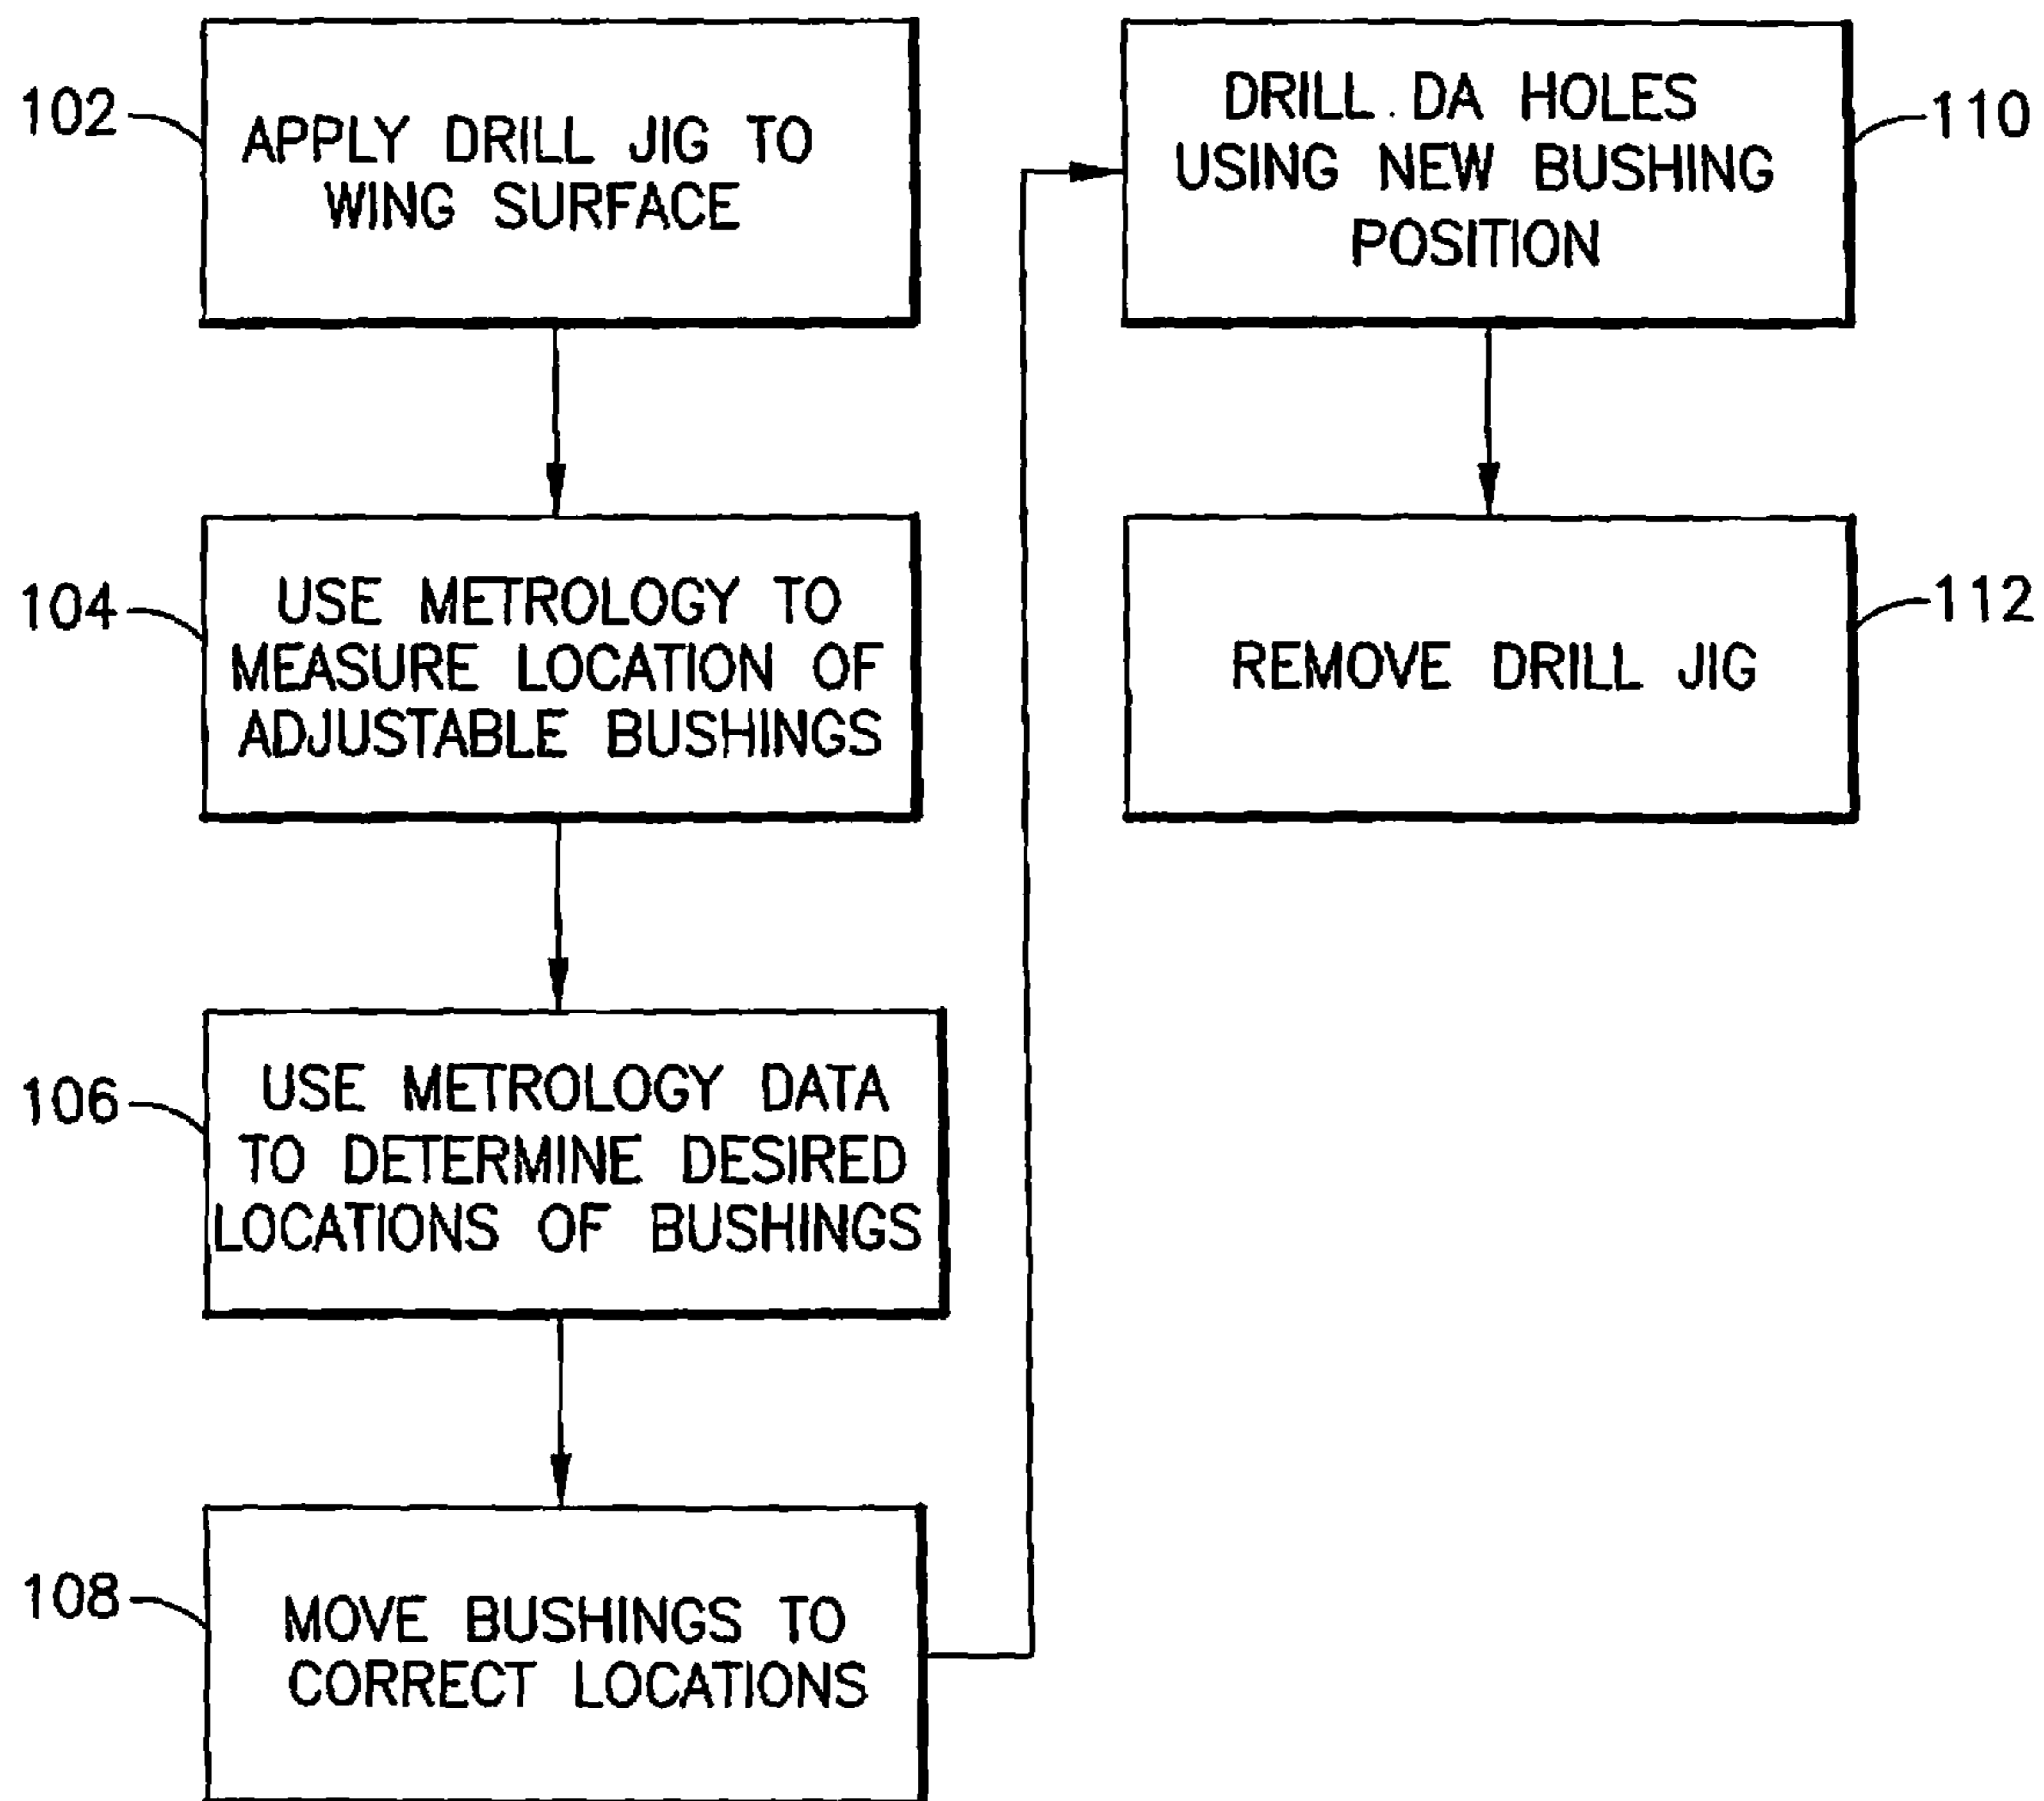 102
APPLY DRILL JIG TO
WING SURFACE
104
USE METROLOGY TO
MEASURE LOCATION OF
ADJUSTABLE BUSHINGS
106
USE METROLOGY DATA
TO DETERMINE DESIRED
LOCATIONS OF BUSHINGS
108
MOVE BUSHINGS TO
CORRECT LOCATIONS
DRILL. DA HOLES
USING NEW BUSHING
POSITION
110
REMOVE DRILL JIG
112